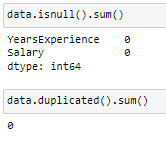 data.isnull().sum()
YearsExperience    0
Salary             0
dtype: int64
data.duplicated().sum()
0